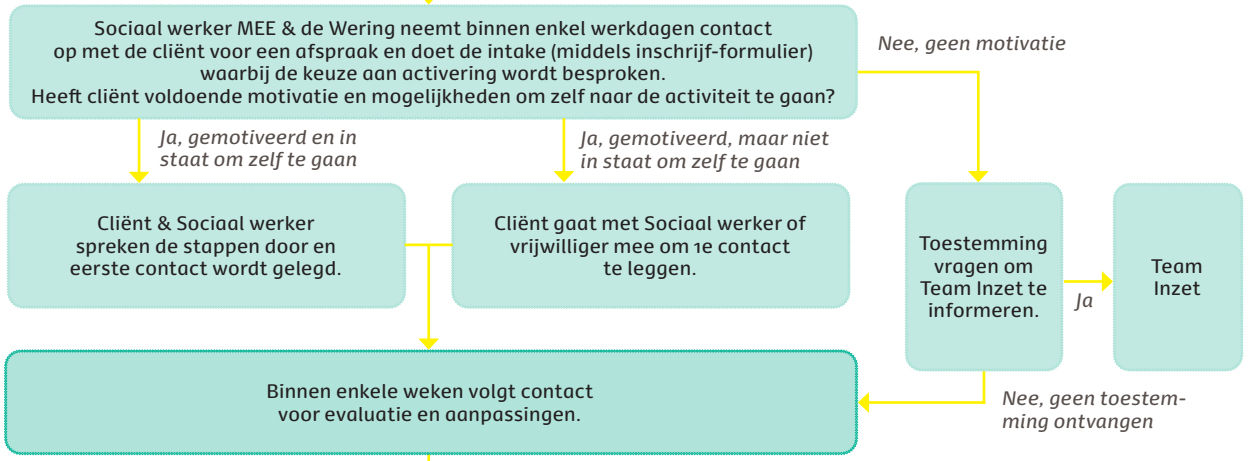 Sociaal werker MEE & de Wering neemt binnen enkel werkdagen contact
op met de cliënt voor een afspraak en doet de intake (middels inschrijf-formulier)
waarbij de keuze aan activering wordt besproken.
Heeft cliënt voldoende motivatie en mogelijkheden om zelf naar de activiteit te gaan?
Nee, geen motivatie
Ja, gemotiveerd en in
staat om zelf te gaan
Ja, gemotiveerd, maar niet
in staat om zelf te gaan
Cliënt & Sociaal werker
spreken de stappen door en
eerste contact wordt gelegd.
Cliënt gaat met Sociaal werker of
vrijwilliger mee om 1e contact
te leggen.
Toestemming
vragen om
Team Inzet te
informeren.
Ja
Team
Inzet
Binnen enkele weken volgt contact
voor evaluatie en aanpassingen.
Nee, geen toestem-
ming ontvangen